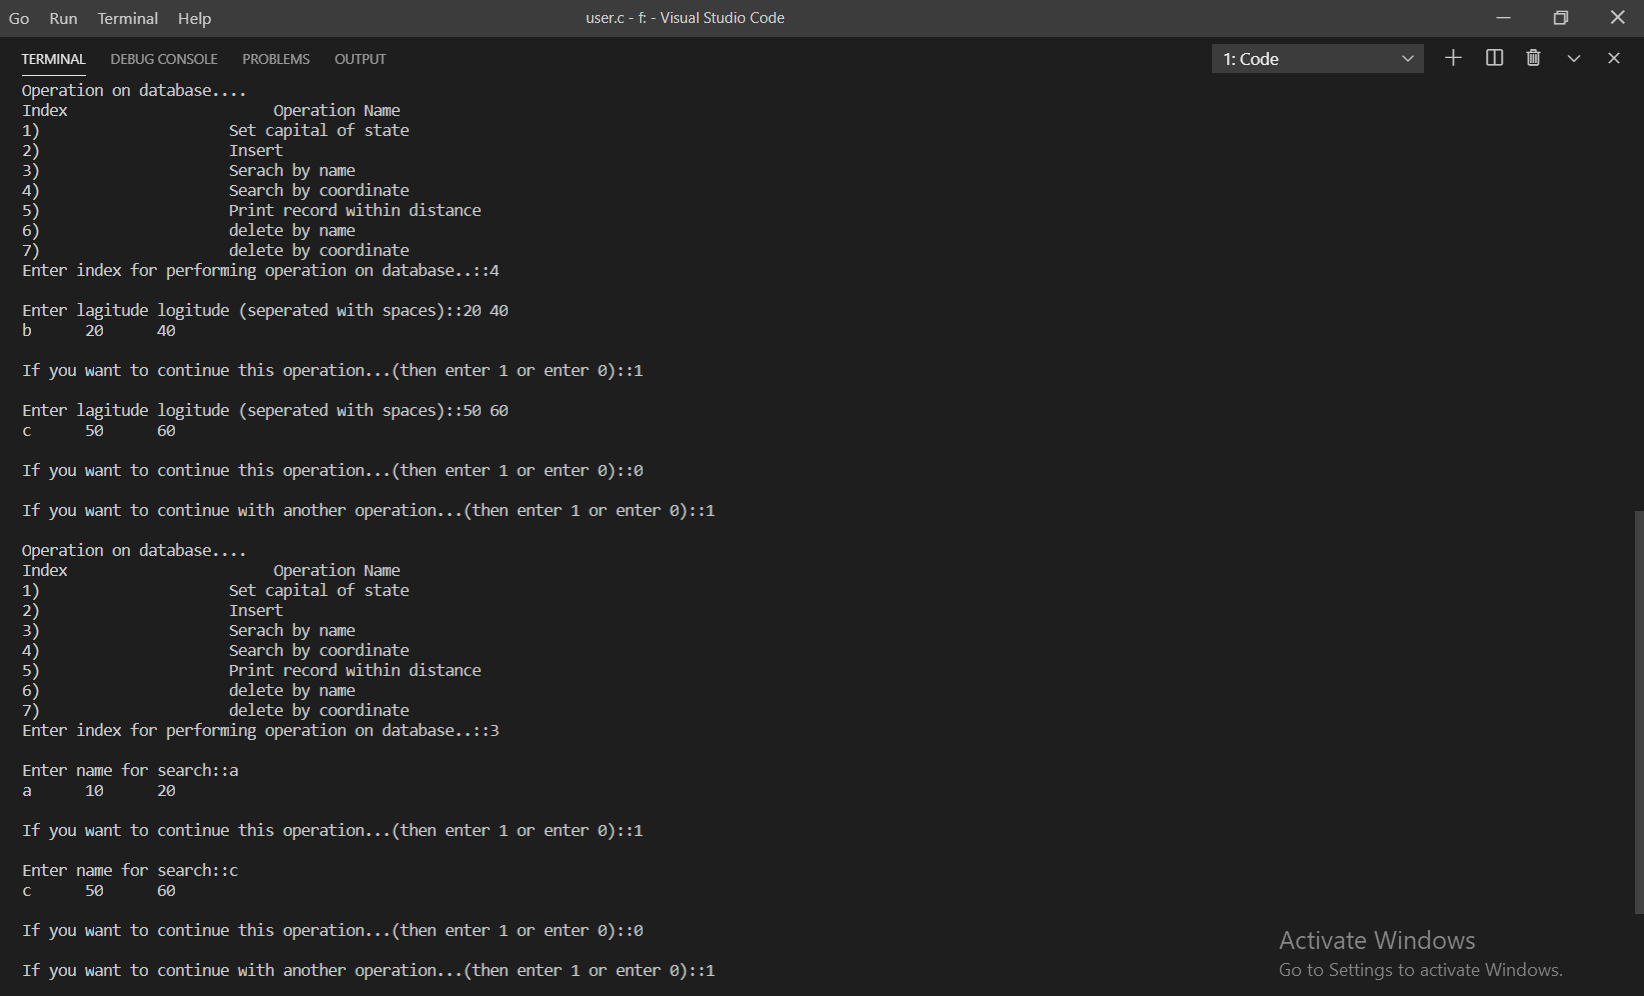 Go Run Terminal Help user.c - f: - Visual Studio Code
TERMINAL DEBUG CONSOLE PROBLEMS OUTPUT 1: Code
Operation on database....
Index Operation Name
1) Set capital of state
2) Insert
3) Serach by name
4) Search by coordinate
5) Print record within distance
6) delete by name
7) delete by coordinate
Enter index for performing operation on database..::4
Enter lagitude logitude (seperated with spaces)::20 40
b 20 40
If you want to continue this operation...(then enter 1 or enter 0)::1
Enter lagitude logitude (seperated with spaces)::50 60
c 50 60
If you want to continue this operation...(then enter 1 or enter 0)::0
If you want to continue with another operation...(then enter 1 or enter 0)::1
Operation on database....
Index Operation Name
1) Set capital of state
2) Insert
3) Serach by name
4) Search by coordinate
5) Print record within distance
6) delete by name
7) delete by coordinate
Enter index for performing operation on database..::3
Enter name for search::a
a 10 20
If you want to continue this operation...(then enter 1 or enter 0)::1
Enter name for search::c
c 50 60
If you want to continue this operation...(then enter 1 or enter 0)::0
If you want to continue with another operation...(then enter 1 or enter 0)::1
Activate Windows
Go to Settings to activate Windows.